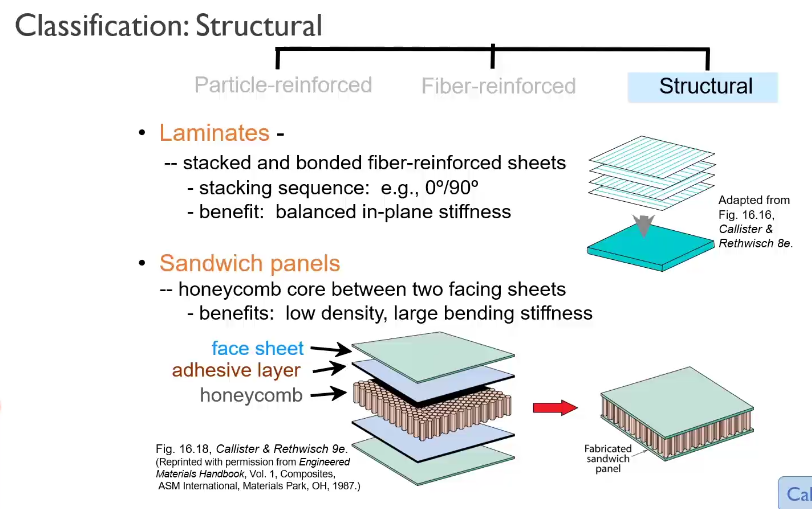 Classification: Structural
Particle-reinforced
Fiber-reinforced
Structural
• Laminates -
-- stacked and bonded fiber-reinforced sheets
- stacking sequence: e.g., 0º/90º
- benefit: balanced in-plane stiffness
Adapted from
Fig. 16.16,
Callister &
Rethwisch 8e.
• Sandwich panels
-- honeycomb core between two facing sheets
- benefits: low density, large bending stiffness
face sheet
adhesive layer
honeycomb
Fabricated
sandwich
panel
Fig. 16.18, Callister & Rethwisch 9e.
(Reprinted with permission from Engineered
Materials Handbook, Vol. 1, Composites,
ASM International, Materials Park, OH, 1987.)
Cal